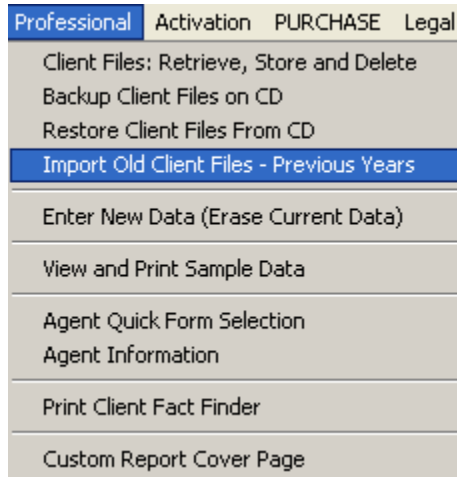 Professional Activation PURCHASE Legal
Client Files: Retrieve, Store and Delete
Backup Client Files on CD
Restore Client Files From CD
Import Old Client Files - Previous Years
Enter New Data (Erase Current Data)
View and Print Sample Data
Agent Quick Form Selection
Agent Information
Print Client Fact Finder
Custom Report Cover Page